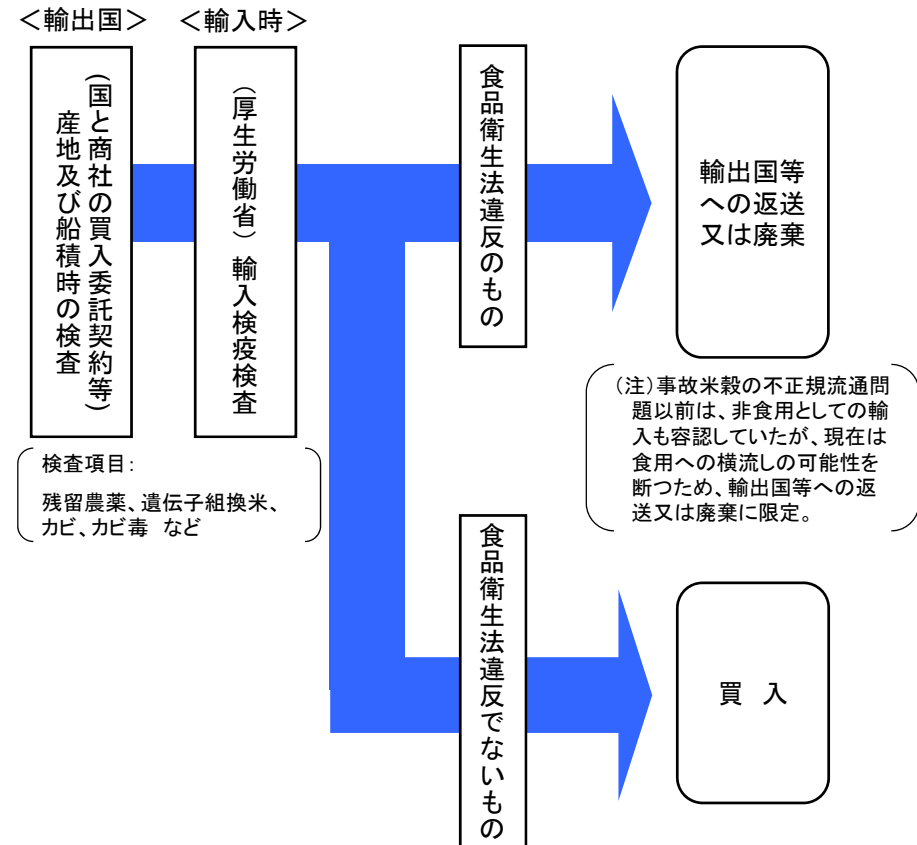 ＜輸出国＞
＜輸入時＞
（国と商社の買入委託契約等）
産地及び船積時の検査
（厚生労働省）輸入検疫検査
検査項目：
残留農薬、遺伝子組換米、
カビ、カビ毒　など
食品衛生法違反のもの
輸出国等
への返送
又は廃棄
（注）事故米穀の不正規流通問
題以前は、非食用としての輸
入も容認していたが、現在は
食用への横流しの可能性を
断つため、輸出国等への返
送又は廃棄に限定。
食品衛生法違反でないもの
買　入